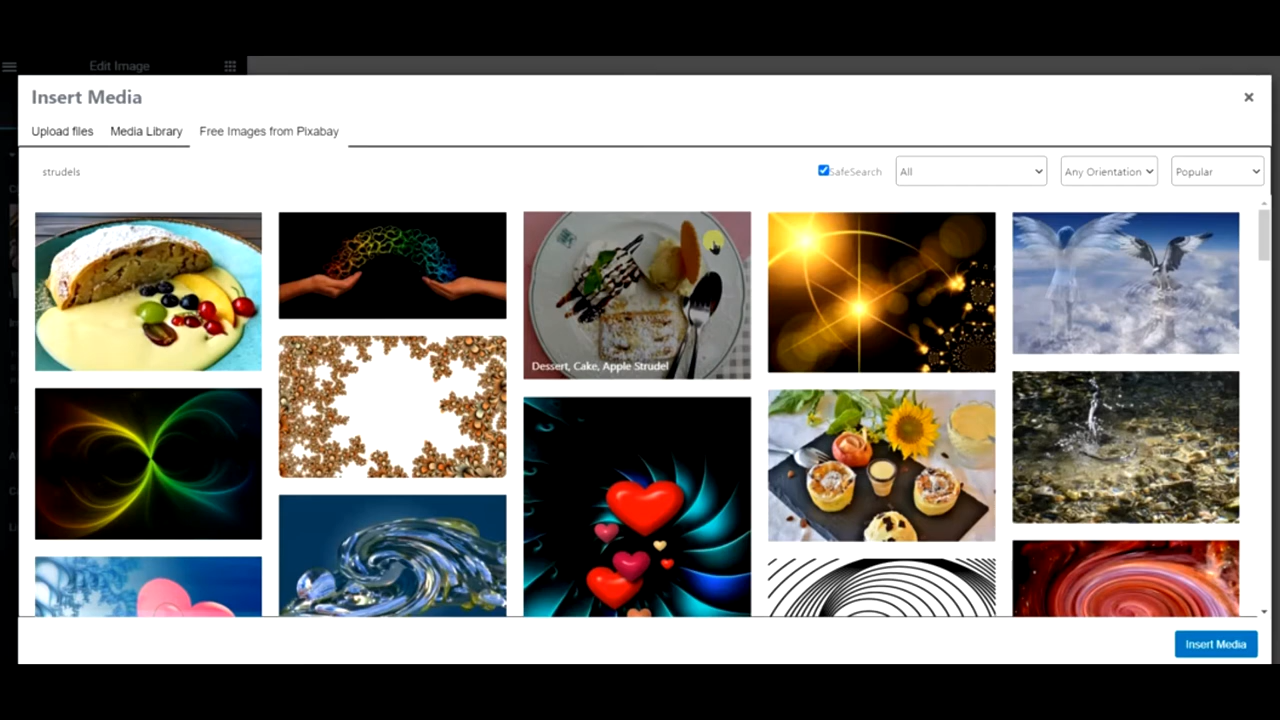 Edit Image
Insert Media
×
Upload files Media Library Free Images from Pixabay
strudels SafeSearch All Any Orientation Popular
Dessert, Cake, Apple Strudel
Insert Media